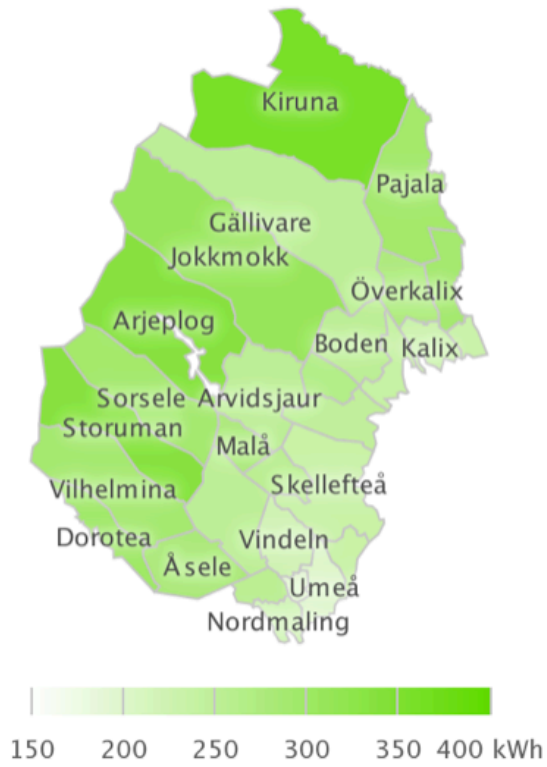 Kiruna
Pajala
Gällivare
Jokkmokk
Överkalix
Arjeplog
Boden Kalix
Sorsele Arvidsjaur
Storuman
Malå
Vilhelmina Skellefteå
Dorotea Vindeln
Åsele
Umeå
Nordmaling
150 200 250 300 350 400 kWh